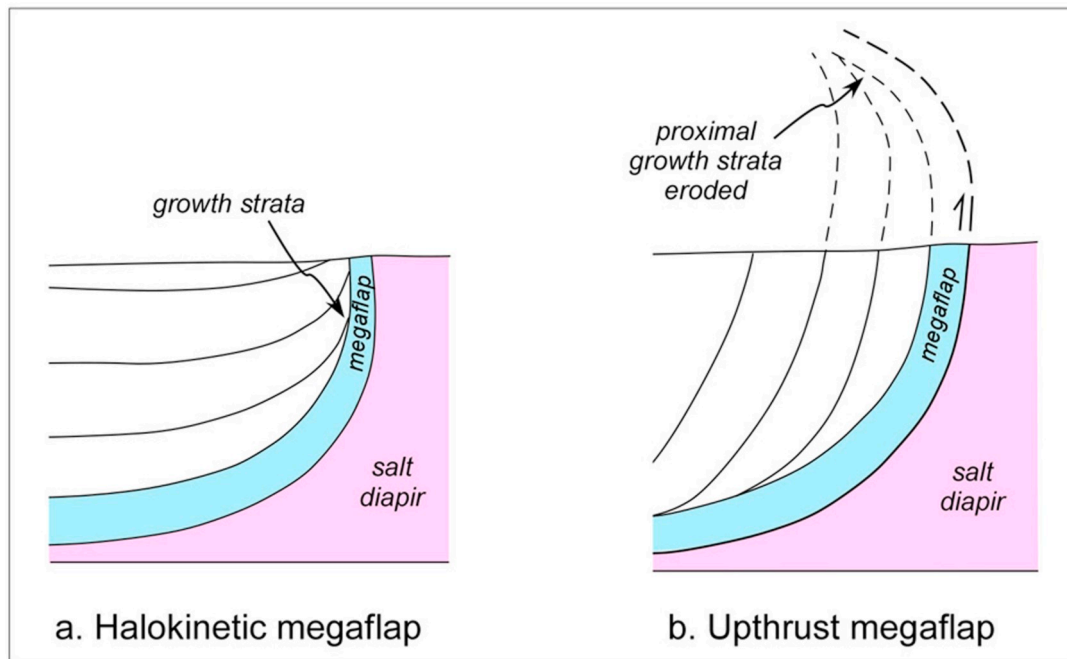 growth strata
megaflap
salt
diapir
a. Halokinetic megaflap
proximal
growth strata
eroded
megaflap
salt
diapir
b. Upthrust megaflap